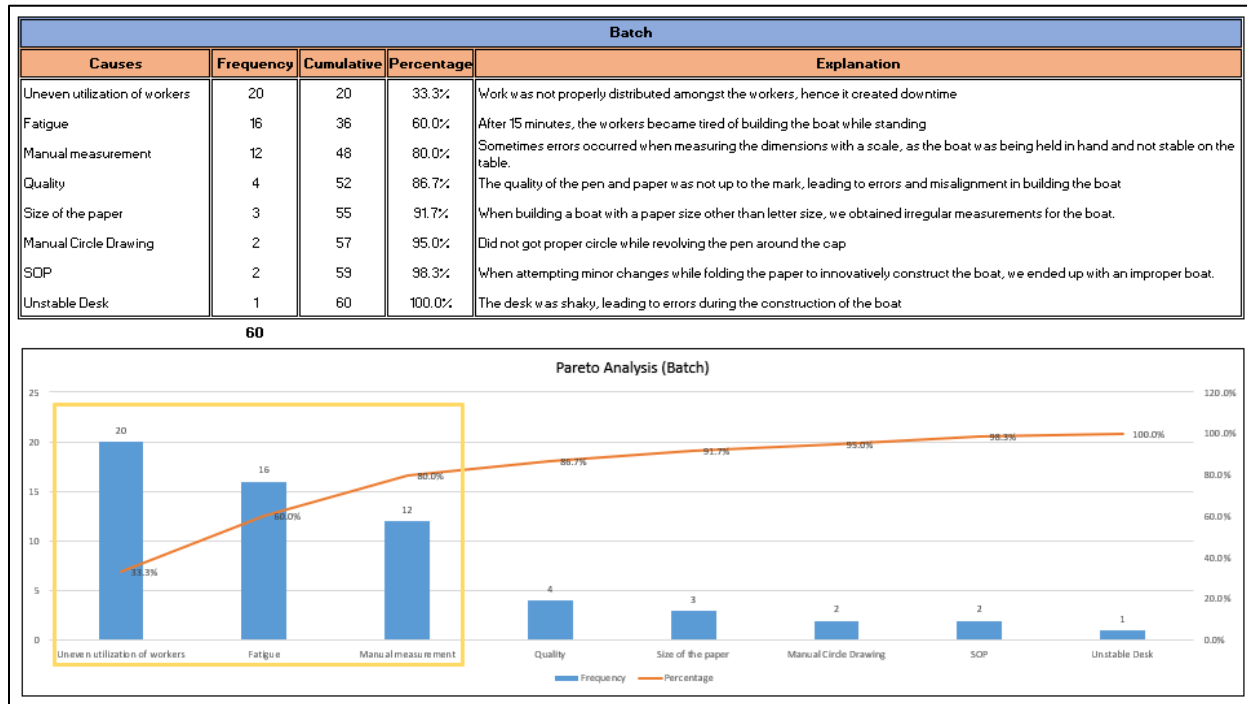 Batch
Causes Frequency Cumulative Percentage Explanation
Uneven utilization of workers 20 20 33.3% Work was not properly distributed amongst the workers, hence it created downtime
Fatigue 16 36 60.0% After 15 minutes, the workers became tired of building the boat while standing
Manual measurement 12 48 80.0% Sometimes errors occurred when measuring the dimensions with a scale, as the boat was being held in hand and not stable on the
table.
Quality 4 52 86.7% The quality of the pen and paper was not up to the mark, leading to errors and misalignment in building the boat
Size of the paper 3 55 91.7% When building a boat with a paper size other than letter size, we obtained irregular measurements for the boat.
Manual Circle Drawing 2 57 95.0% Did not got proper circle while revolving the pen around the cap
SOP 2 59 98.3% When attempting minor changes while folding the paper to innovatively construct the boat, we ended up with an improper boat.
Unstable Desk 1 60 100.0% The desk was shaky, leading to errors during the construction of the boat
60
Pareto Analysis (Batch)
25 120.0%
20 100.0%
15 80.0%
10 60.0%
5 40.0%
0 20.0%
0.0%
20 16 12 4 3 2 2 1
33.3% 60.0% 80.0% 86.7% 91.7% 95.0% 98.3% 100.0%
Uneven utilization of workers Fatigue Manual measurement Quality Size of the paper Manual Circle Drawing SOP Unstable Desk
Frequency Percentage